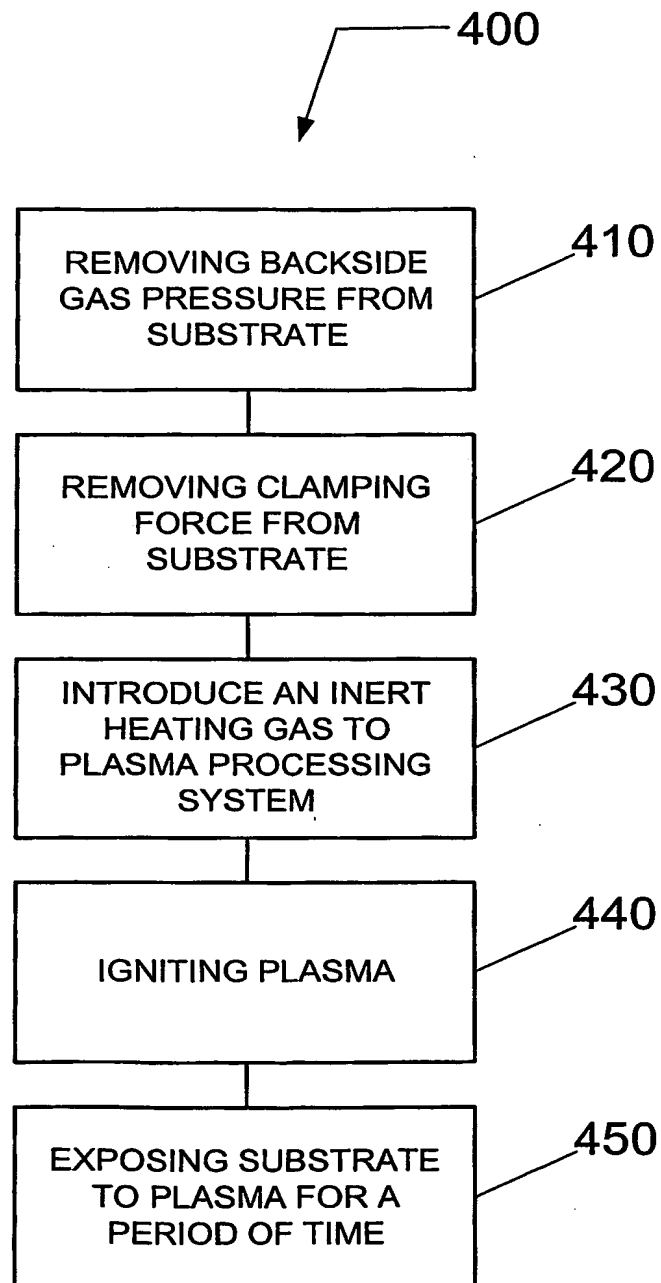 400
REMOVING BACKSIDE
GAS PRESSURE FROM
SUBSTRATE
410
REMOVING CLAMPING
FORCE FROM
SUBSTRATE
420
INTRODUCE AN INERT
HEATING GAS TO
PLASMA PROCESSING
SYSTEM
430
IGNITING PLASMA
440
EXPOSING SUBSTRATE
TO PLASMA FOR A
PERIOD OF TIME
450